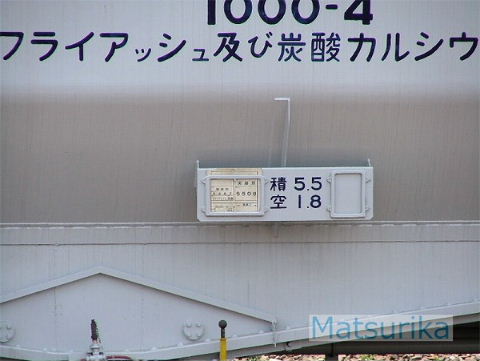 1000-4
フライアッシュ及び炭酸カルシウ
積 5.5
空 1.8
Matsurika